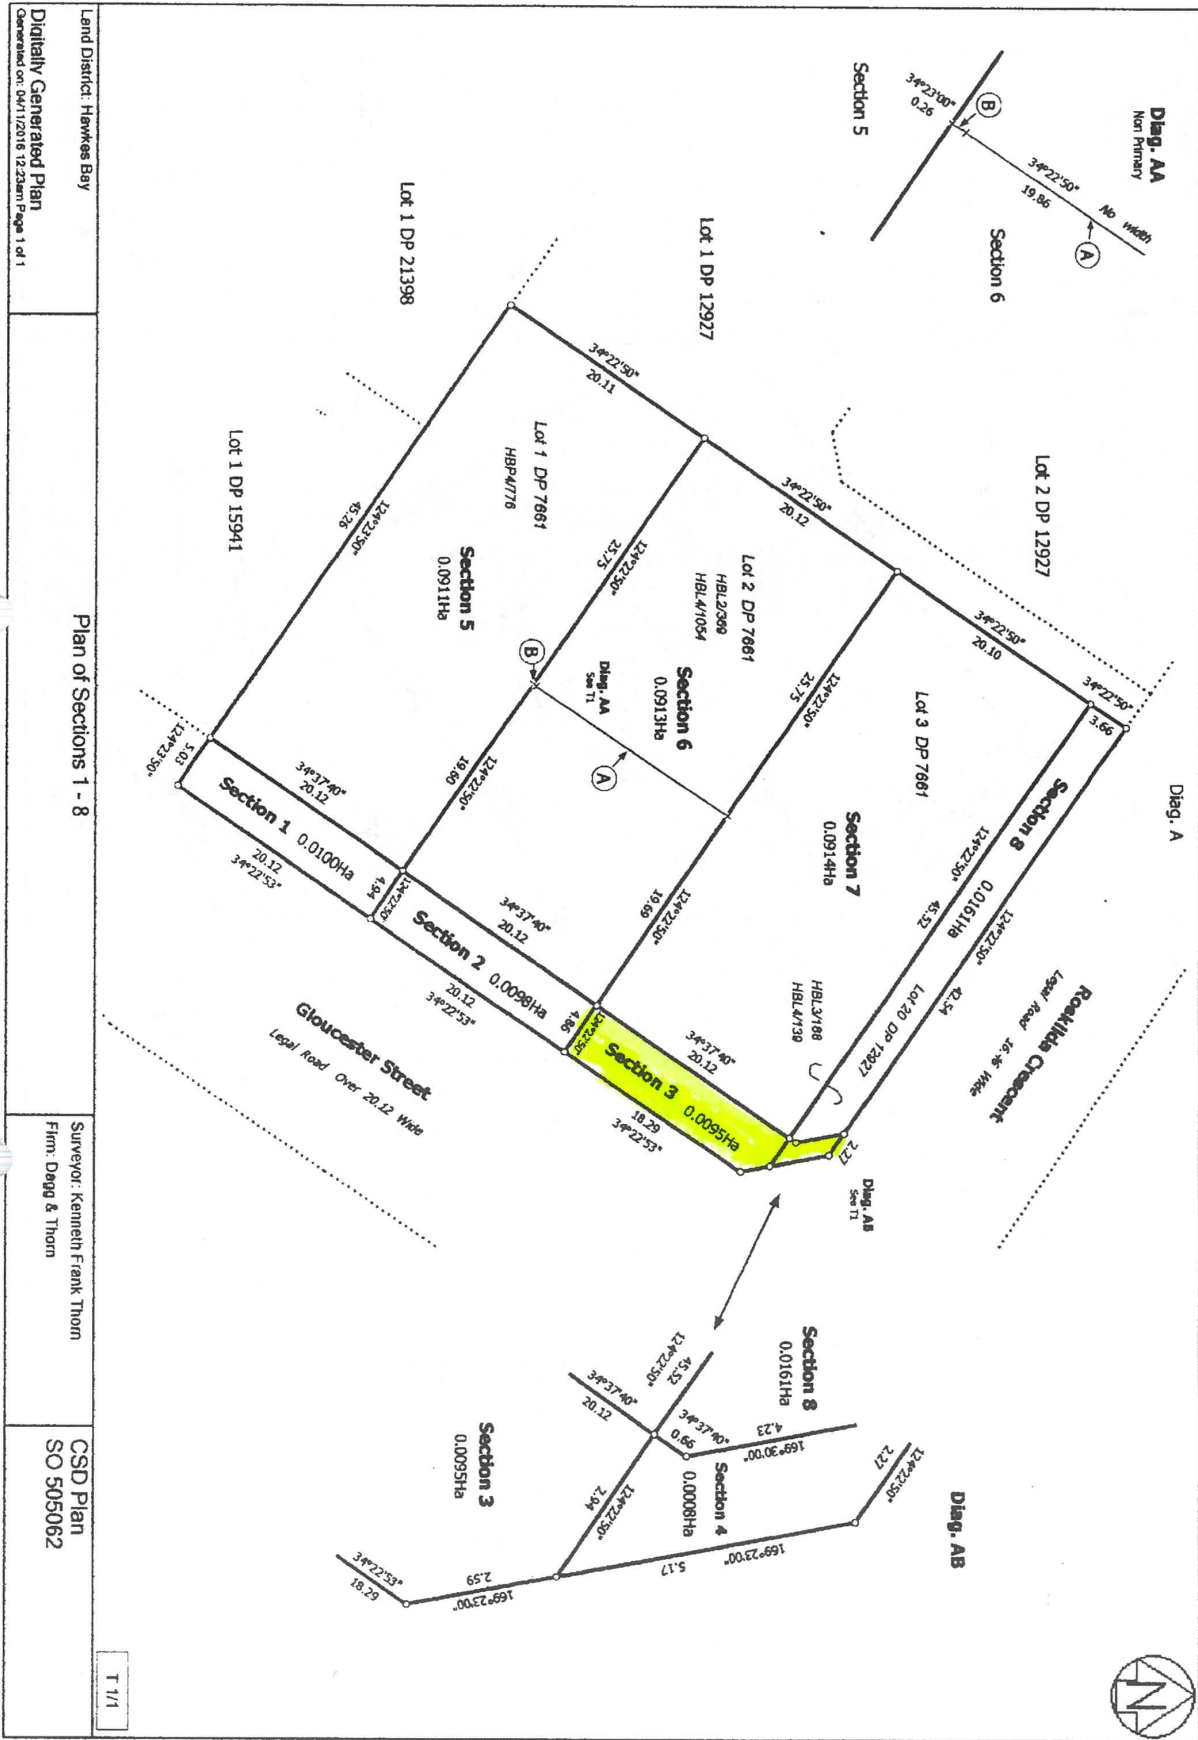 Diag. AA
Non Primary
34°22'50"
19.86
No width
A
B
34°23'00"
0.26
Section 5
Section 6
Lot 1 DP 21398
Lot 1 DP 12927
Lot 2 DP 12927
Lot 1 DP 15941
Diag. A
34°22'50"
20.11
34°22'50"
20.12
34°22'50"
20.10
34°22'50"
3.66
Lot 1 DP 7661
HBP4/776
Section 5
0.0911Ha
124°23'50"
45.26
124°22'50"
25.75
B
124°22'50"
19.60
Lot 2 DP 7661
HBL2/369
HBL4/1054
Section 6
0.0913Ha
Diag. AA
See T1
A
124°22'50"
25.75
124°22'50"
19.69
Lot 3 DP 7661
Section 7
0.0914Ha
124°22'50"
45.52
HBL3/188
HBL4/139
Section 8
0.0161Ha
Lot 20 DP 12927
124°22'50"
42.54
Roskilda Crescent
Legal Road 16.46 Wide
5.03
124°23'50"
34°37'40"
20.12
Section 1
0.0100Ha
20.12
34°22'53"
124°22'50"
4.94
34°37'40"
20.12
Section 2
0.0098Ha
20.12
34°22'53"
124°22'50"
4.86
34°37'40"
20.12
Section 3
0.0095Ha
18.29
34°22'53"
2.27
Diag. AB
See T1
Gloucester Street
Legal Road Over 20.12 Wide
Diag. AB
Section 8
0.0161Ha
124°22'50"
45.52
34°37'40"
20.12
34°37'40"
0.66
4.23
169°30'00"
Section 4
0.0008Ha
124°22'50"
2.27
124°22'50"
2.94
169°23'00"
5.17
Section 3
0.0095Ha
2.59
169°23'00"
34°22'53"
18.29
N
T 1/1
Land District: Hawkes Bay
Digitally Generated Plan
Generated on: 04/11/2016 12:23am Page 1 of 1
Plan of Sections 1 - 8
Surveyor: Kenneth Frank Thorn
Firm: Dagg & Thorn
CSD Plan
SO 505062